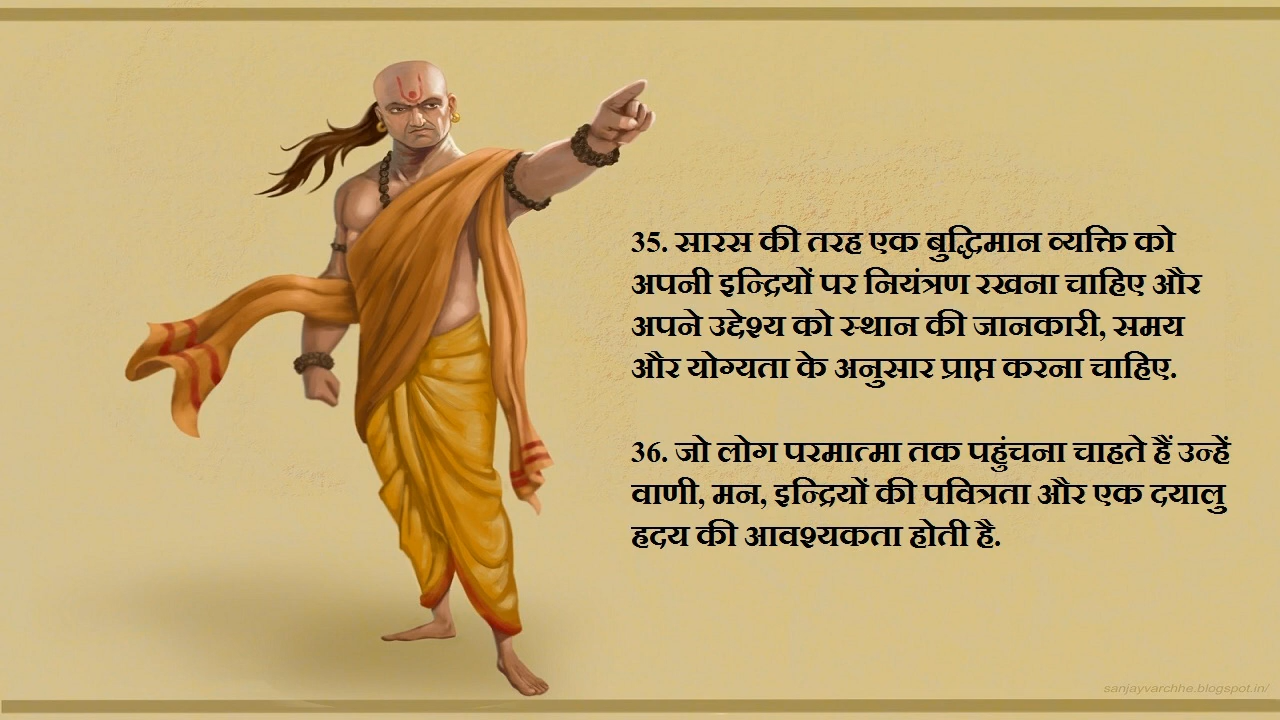 35. सारस की तरह एक बुद्धिमान व्यक्ति को
अपनी इन्द्रियों पर नियंत्रण रखना चाहिए और
अपने उद्देश्य को स्थान की जानकारी, समय
और योग्यता के अनुसार प्राप्त करना चाहिए.
36. जो लोग परमात्मा तक पहुंचना चाहते हैं उन्हें
वाणी, मन, इन्द्रियों की पवित्रता और एक दयालु
ह्रदय की आवश्यकता होती है.
sanjayvarchhe.blogspot.in/